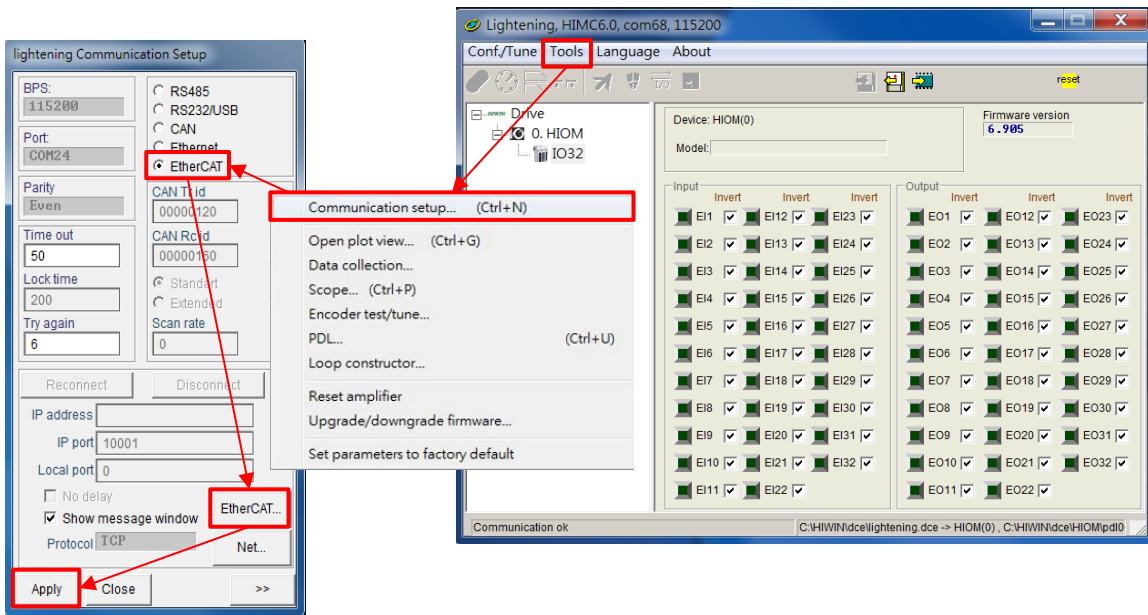 lightening Communication Setup
BPS:
115200
Port:
COM24
Parity
Even
Time out
50
Lock time
200
Try again
6
RS485
RS232/USB
CAN
Ethernet
EtherCAT
CAN Tx id
00000120
CAN Rc id
00000160
Standart
Extended
Scan rate
0
Reconnect Disconnect
IP address
IP port 10001
Local port 0
No delay
Show message window
Protocol TCP
EtherCAT...
Net...
Apply Close >>
Communication setup... (Ctrl+N)
Open plot view... (Ctrl+G)
Data collection...
Scope... (Ctrl+P)
Encoder test/tune...
PDL... (Ctrl+U)
Loop constructor...
Reset amplifier
Upgrade/downgrade firmware...
Set parameters to factory default
Lightening, HIMC6.0, com68, 115200
Conf./Tune Tools Language About
reset
HIWIN Drive
0. HIOM
IO32
Device: HIOM(0)
Model:
Firmware version
6.905
Input
Invert Invert Invert
EI1 EI12 EI23
EI2 EI13 EI24
EI3 EI14 EI25
EI4 EI15 EI26
EI5 EI16 EI27
EI6 EI17 EI28
EI7 EI18 EI29
EI8 EI19 EI30
EI9 EI20 EI31
EI10 EI21 EI32
EI11 EI22
Output
Invert Invert Invert
EO1 EO12 EO23
EO2 EO13 EO24
EO3 EO14 EO25
EO4 EO15 EO26
EO5 EO16 EO27
EO6 EO17 EO28
EO7 EO18 EO29
EO8 EO19 EO30
EO9 EO20 EO31
EO10 EO21 EO32
EO11 EO22
Communication ok C:\HIWIN\dce\lightening.dce -> HIOM(0) , C:\HIWIN\dce\HIOM\pdl0